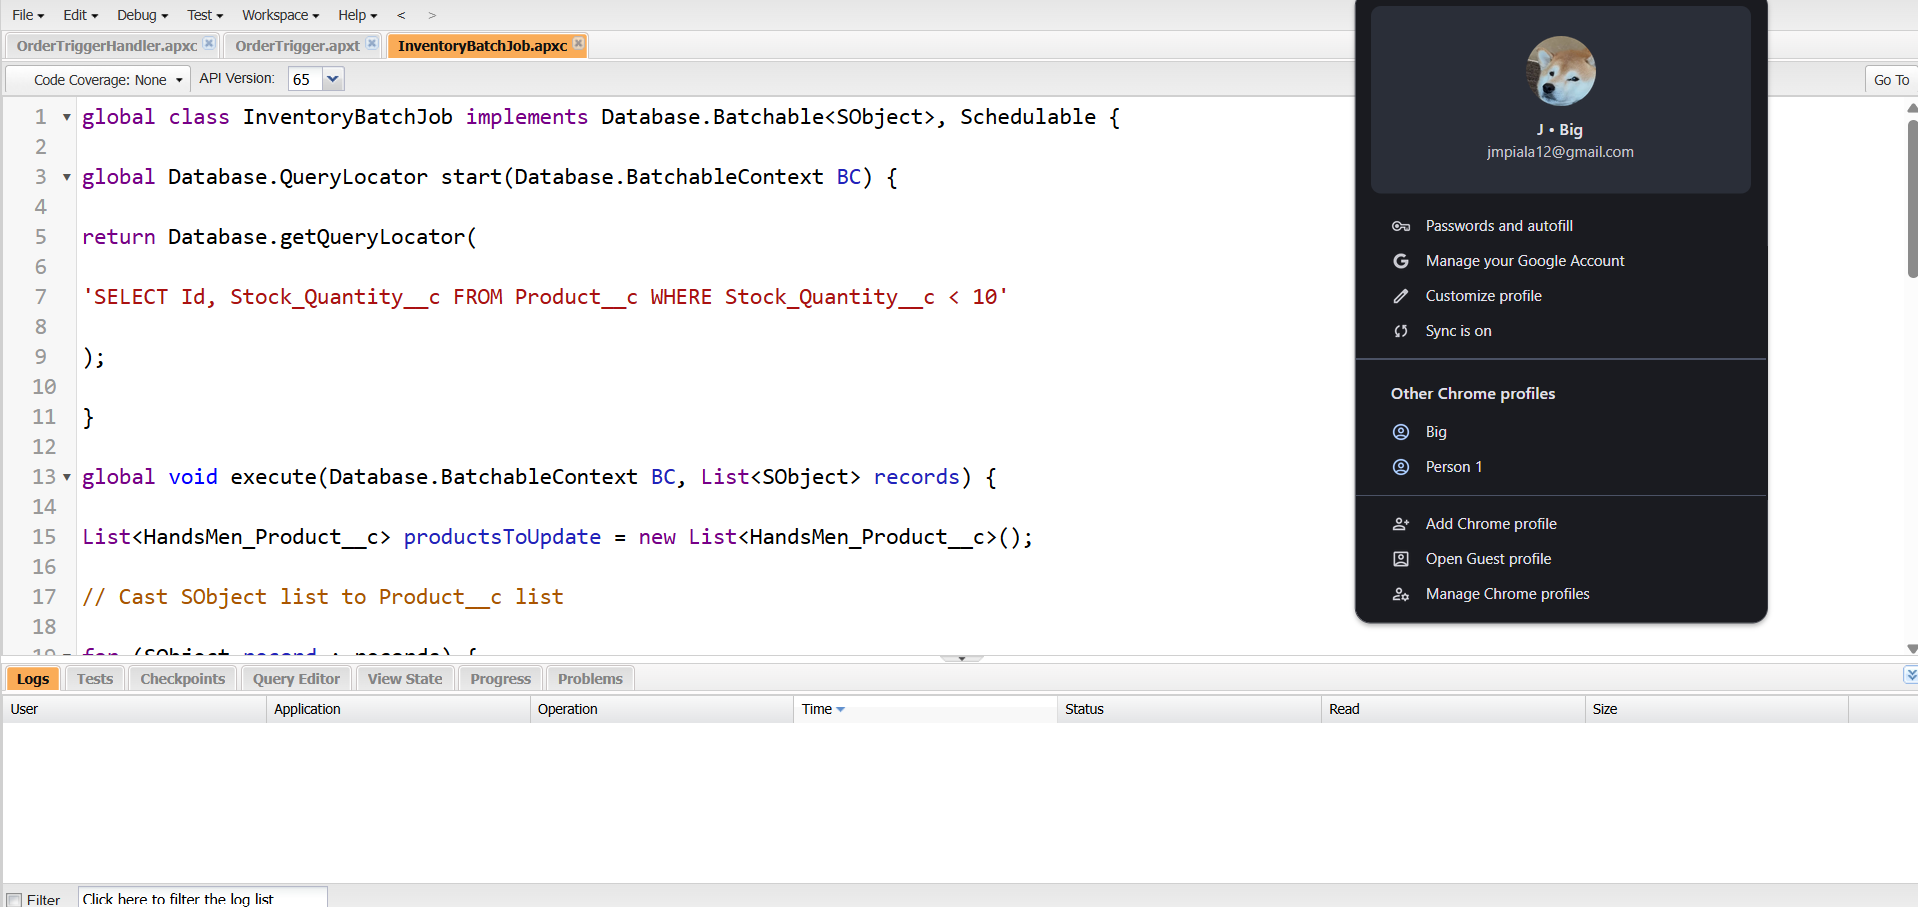 File Edit Debug Test Workspace Help < >
OrderTriggerHandler.apxc OrderTrigger.apxt InventoryBatchJob.apxc
Code Coverage: None API Version: 65 Go To
1 global class InventoryBatchJob implements Database.Batchable<SObject>, Schedulable {
2
3 global Database.QueryLocator start(Database.BatchableContext BC) {
4
5 return Database.getQueryLocator(
6
7 'SELECT Id, Stock_Quantity__c FROM Product__c WHERE Stock_Quantity__c < 10'
8
9 );
10
11 }
12
13 global void execute(Database.BatchableContext BC, List<SObject> records) {
14
15 List<HandsMen_Product__c> productsToUpdate = new List<HandsMen_Product__c>();
16
17 // Cast SObject list to Product__c list
18
19 for (SObject record : records) {
J • Big
jmpiala12@gmail.com
Passwords and autofill
Manage your Google Account
Customize profile
Sync is on
Other Chrome profiles
Big
Person 1
Add Chrome profile
Open Guest profile
Manage Chrome profiles
Logs Tests Checkpoints Query Editor View State Progress Problems
User Application Operation Time Status Read Size
Filter Click here to filter the log list